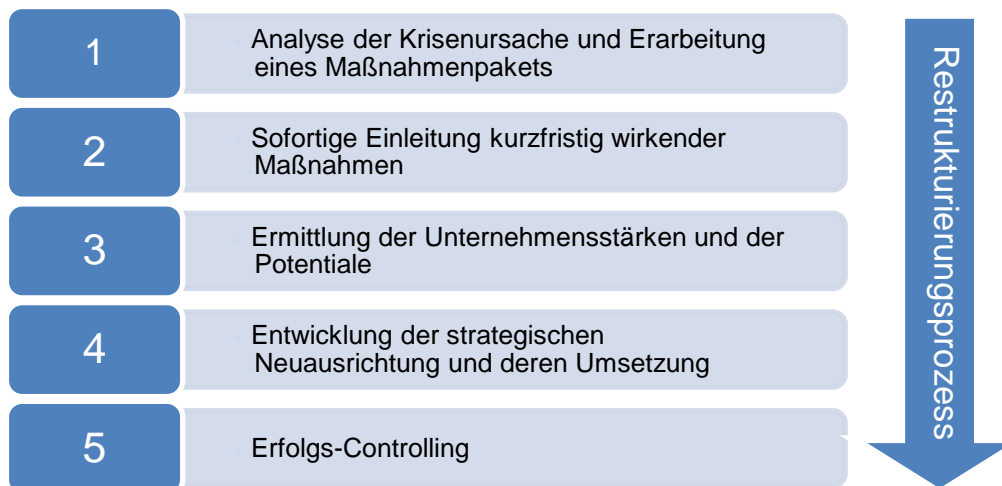 1
Analyse der Krisenursache und Erarbeitung
eines Maßnahmenpakets
2
Sofortige Einleitung kurzfristig wirkender
Maßnahmen
3
Ermittlung der Unternehmensstärken und der
Potentiale
4
Entwicklung der strategischen
Neuausrichtung und deren Umsetzung
5
Erfolgs-Controlling
Restrukturierungsprozess